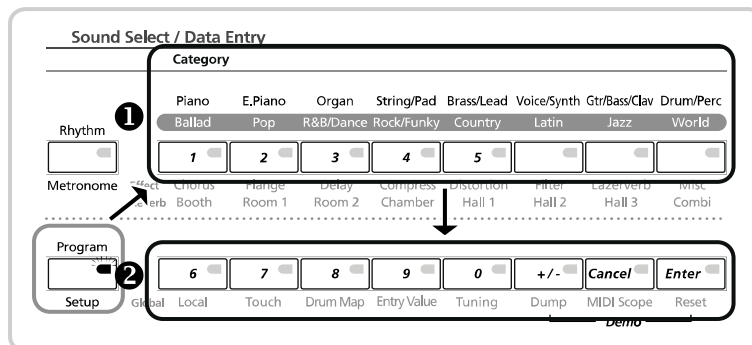 Sound Select / Data Entry
Category
Piano E.Piano Organ String/Pad Brass/Lead Voice/Synth Gtr/Bass/Clav Drum/Perc
❶
Rhythm Ballad Pop R&B/Dance Rock/Funky Country Latin Jazz World
1 2 3 4 5
Metronome Effect Chorus Flange Delay Compress Distortion Filter Lazerverb Misc
Booth Room 1 Room 2 Chamber Hall 1 Hall 2 Hall 3 Combi
Program
❷ 6 7 8 9 0 +/- Cancel Enter
Setup Global Local Touch Drum Map Entry Value Tuning Dump MIDI Scope Reset
Demo